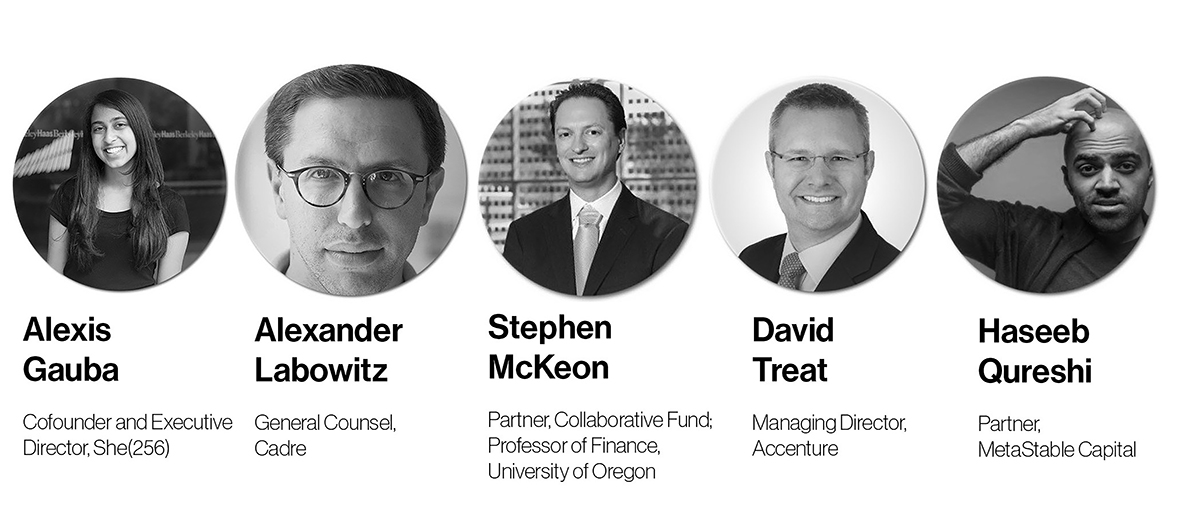 Alexis
Gauba
Cofounder and Executive
Director, She(256)
Alexander
Labowitz
General Counsel,
Cadre
Stephen
McKeon
Partner, Collaborative Fund;
Professor of Finance,
University of Oregon
David
Treat
Managing Director,
Accenture
Haseeb
Qureshi
Partner,
MetaStable Capital